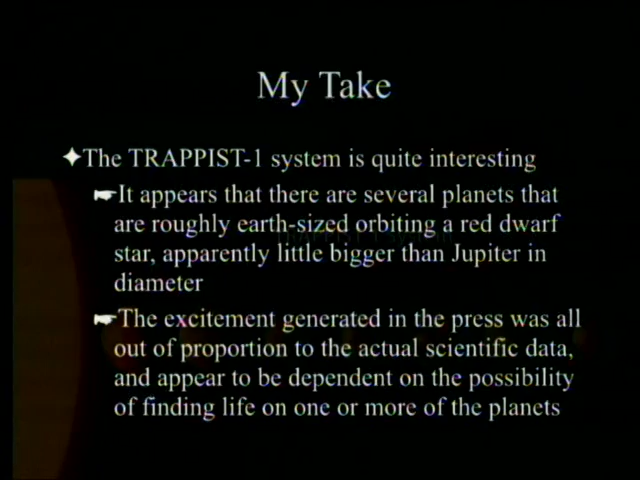 My Take
The TRAPPIST-1 system is quite interesting
It appears that there are several planets that
are roughly earth-sized orbiting a red dwarf
star, apparently little bigger than Jupiter in
diameter
The excitement generated in the press was all
out of proportion to the actual scientific data,
and appear to be dependent on the possibility
of finding life on one or more of the planets